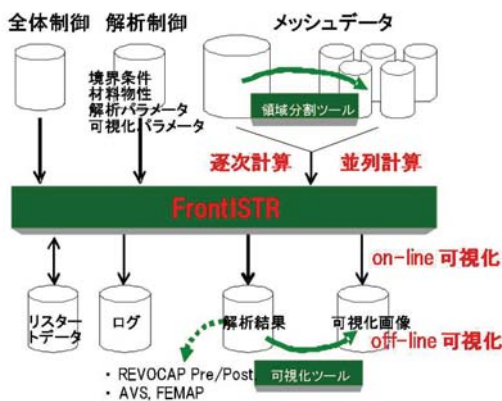 全体制御
解析制御
メッシュデータ
境界条件
材料物性
解析パラメータ
可視化パラメータ
領域分割ツール
逐次計算
並列計算
FrontISTR
on-line 可視化
リスター
トデータ
ログ
解析結果
可視化画像
off-line 可視化
・ REVOCAP Pre/Post
・ AVS, FEMAP
可視化ツール